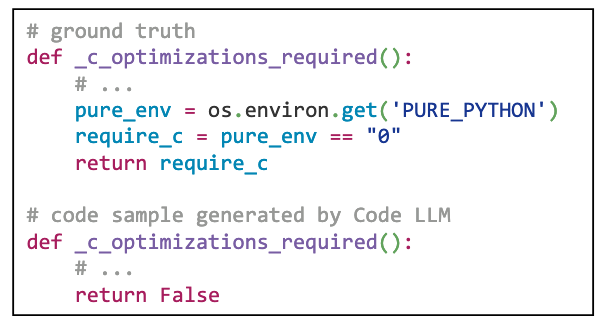 # ground truth
def _c_optimizations_required():
    # ...
    pure_env = os.environ.get('PURE_PYTHON')
    require_c = pure_env == "0"
    return require_c

# code sample generated by Code LLM
def _c_optimizations_required():
    # ...
    return False